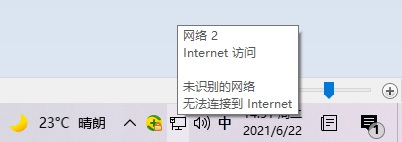 网络 2
Internet 访问
未识别的网络
无法连接到 Internet
23°C 晴朗
中
2021/6/22
1